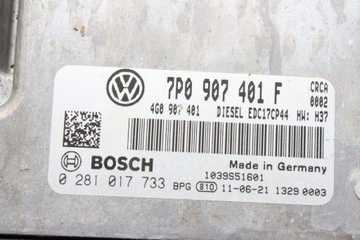 7P0 907 401 F CRCA
0002
4G0 907 401 DIESEL EDC17CP44 HW: H37
BOSCH Made in Germany
1039S51601
0 281 017 733 BPG 810 11-06-21 1329 0003